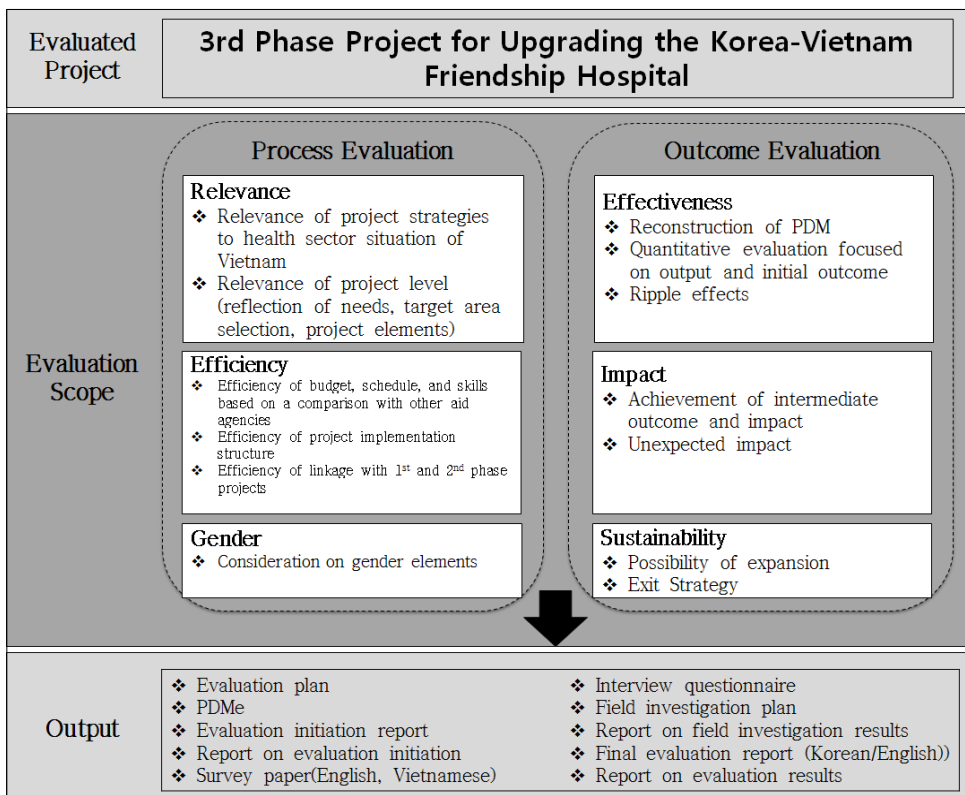 Evaluated
Project
3rd Phase Project for Upgrading the Korea-Vietnam
Friendship Hospital
Evaluation
Scope
Process Evaluation
Relevance
❖ Relevance of project strategies
to health sector situation of
Vietnam
❖ Relevance of project level
(reflection of needs, target area
selection, project elements)
Efficiency
❖ Efficiency of budget, schedule, and skills
based on a comparison with other aid
agencies
❖ Efficiency of project implementation
structure
❖ Efficiency of linkage with 1st and 2nd phase
projects
Gender
❖ Consideration on gender elements
Outcome Evaluation
Effectiveness
❖ Reconstruction of PDM
❖ Quantitative evaluation focused
on output and initial outcome
❖ Ripple effects
Impact
❖ Achievement of intermediate
outcome and impact
❖ Unexpected impact
Sustainability
❖ Possibility of expansion
❖ Exit Strategy
Output
❖ Evaluation plan
❖ PDMe
❖ Evaluation initiation report
❖ Report on evaluation initiation
❖ Survey paper(English, Vietnamese)
❖ Interview questionnaire
❖ Field investigation plan
❖ Report on field investigation results
❖ Final evaluation report (Korean/English))
❖ Report on evaluation results